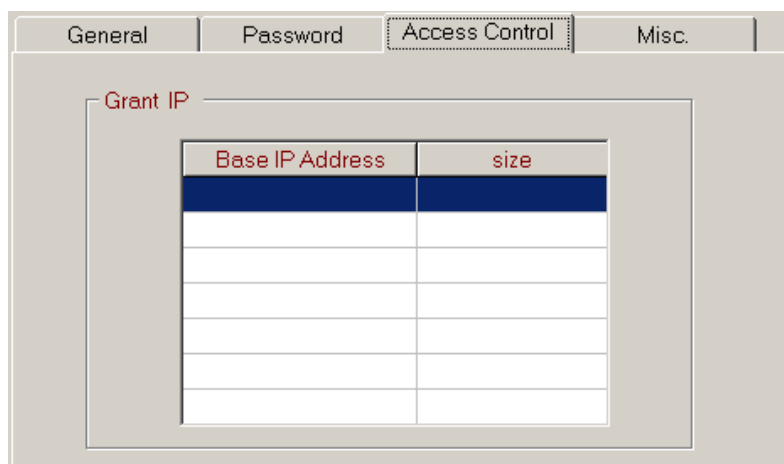 General Password Access Control Misc.
Grant IP
Base IP Address size